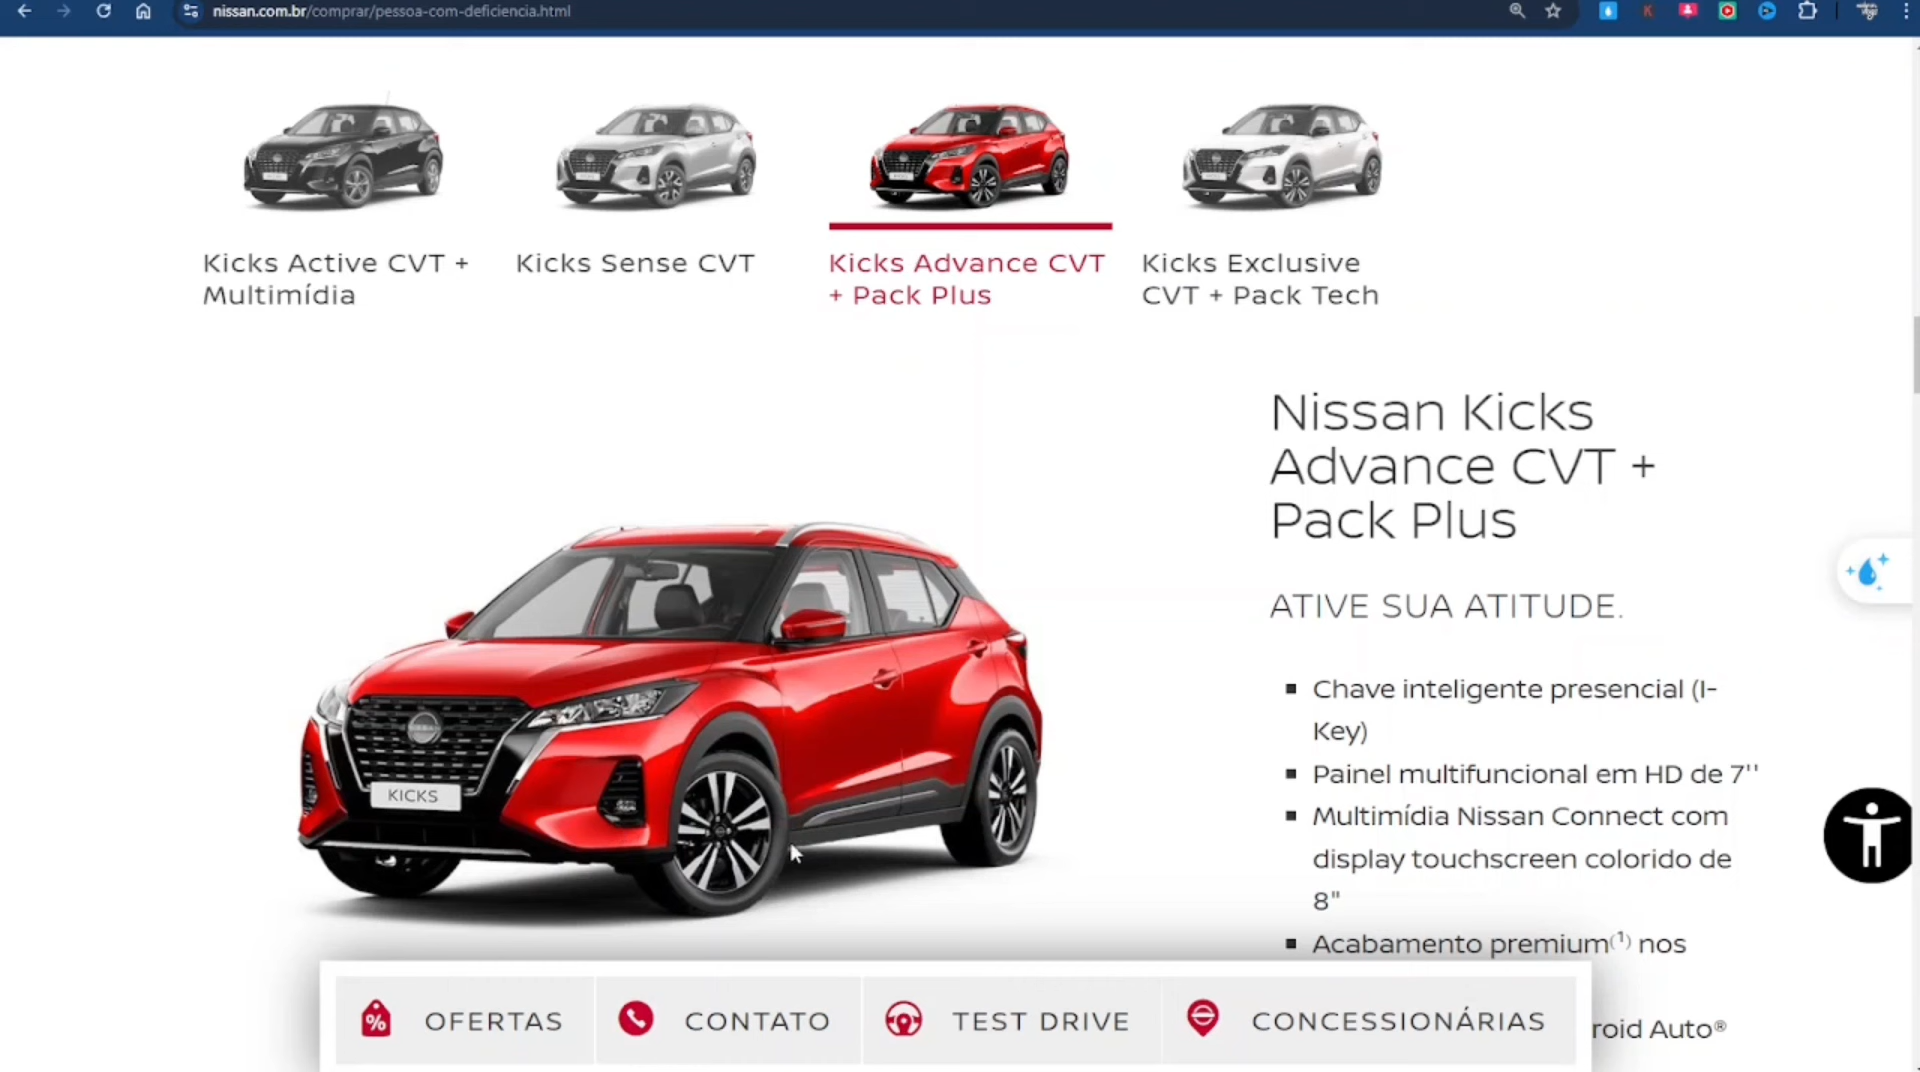 nissan.com.br/comprar/pessoa-com-deficiencia.html
Kicks Active CVT +
Multimídia
Kicks Sense CVT
Kicks Advance CVT
+ Pack Plus
Kicks Exclusive
CVT + Pack Tech
Nissan Kicks
Advance CVT +
Pack Plus
ATIVE SUA ATITUDE.
Chave inteligente presencial (I-
Key)
Painel multifuncional em HD de 7''
Multimídia Nissan Connect com
display touchscreen colorido de
8"
Acabamento premium(1) nos
roid Auto®
KICKS
OFERTAS
CONTATO
TEST DRIVE
CONCESSIONÁRIAS